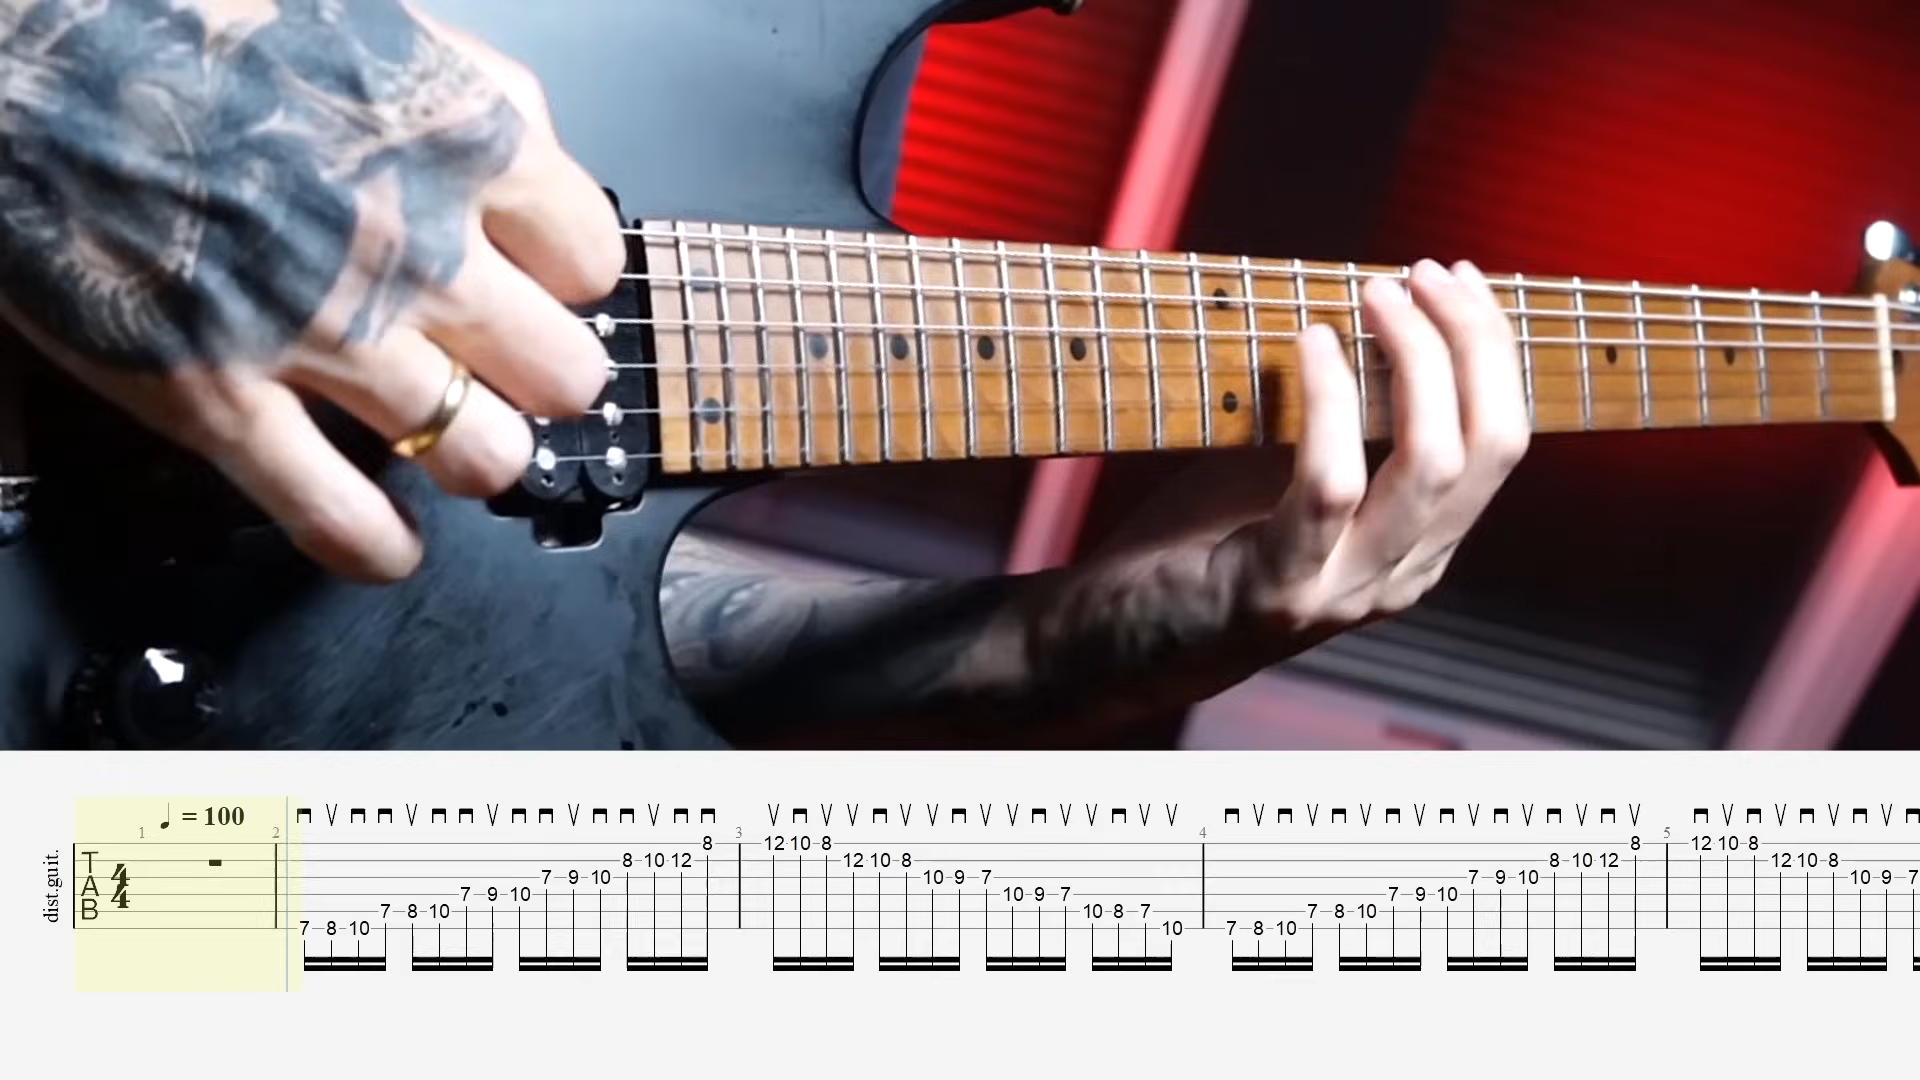 ♩ = 100
1 2 3 4 5
dist.guit.
T
A
B
4
4
8 12 10 8 8 12 10 8
8 10 12 12 10 8 8 10 12 12 10 8
7 9 10 10 9 7 7 9 10 10 9 7
7 9 10 10 9 7 7 9 10
7 8 10 10 8 7 7 8 10
7 8 10 10 7 8 10